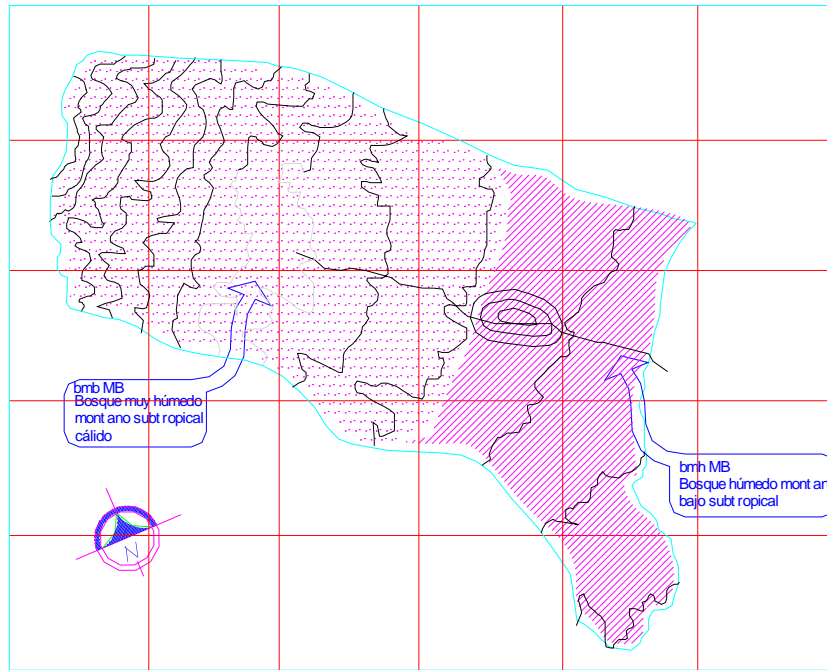 bmb MB
Bosque muy húmedo
mont ano subt ropical
cálido
bmh MB
Bosque húmedo mont an
bajo subt ropical
N